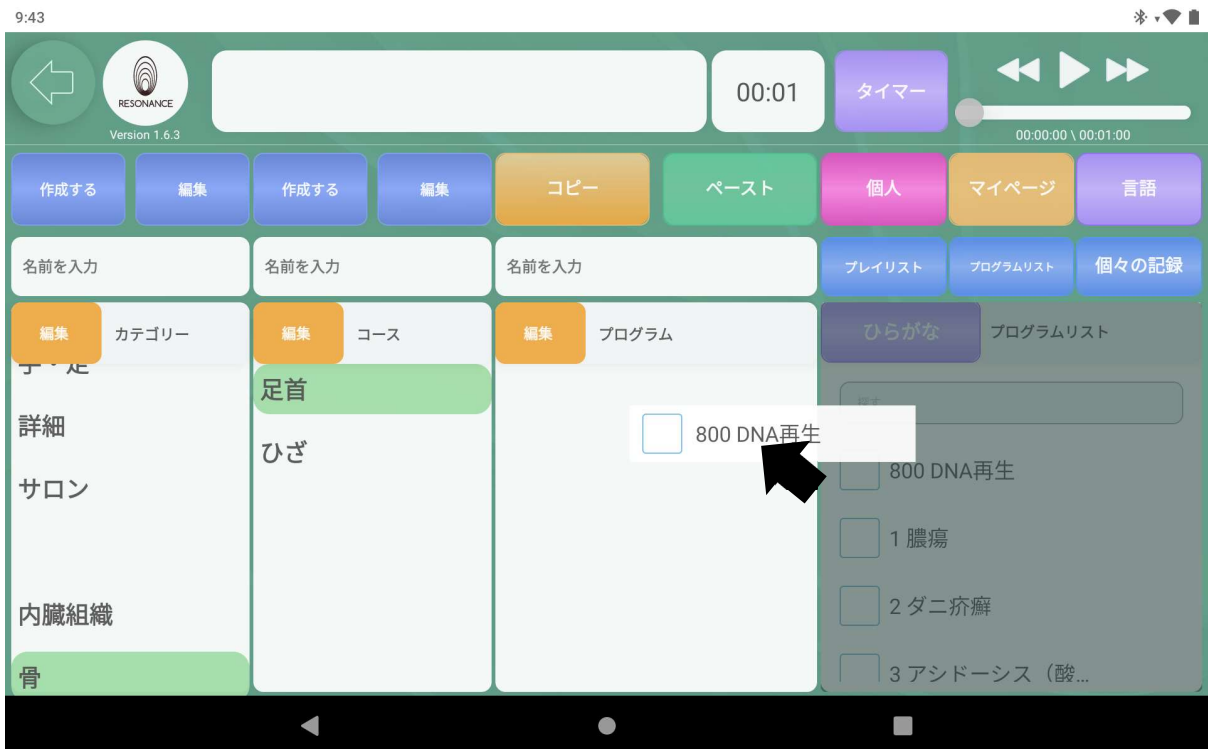 9:43
RESONANCE
Version 1.6.3
00:01
タイマー
00:00:00 \ 00:01:00
作成する
編集
作成する
編集
コピー
ペースト
個人
マイページ
言語
名前を入力
名前を入力
名前を入力
プレイリスト
プログラムリスト
個々の記録
編集
カテゴリー
編集
コース
編集
プログラム
ひらがな
プログラムリスト
手・足
詳細
サロン
内臓組織
骨
足首
ひざ
800 DNA再生
800 DNA再生
1 膿瘍
2 ダニ疥癬
3 アシドーシス（酸...